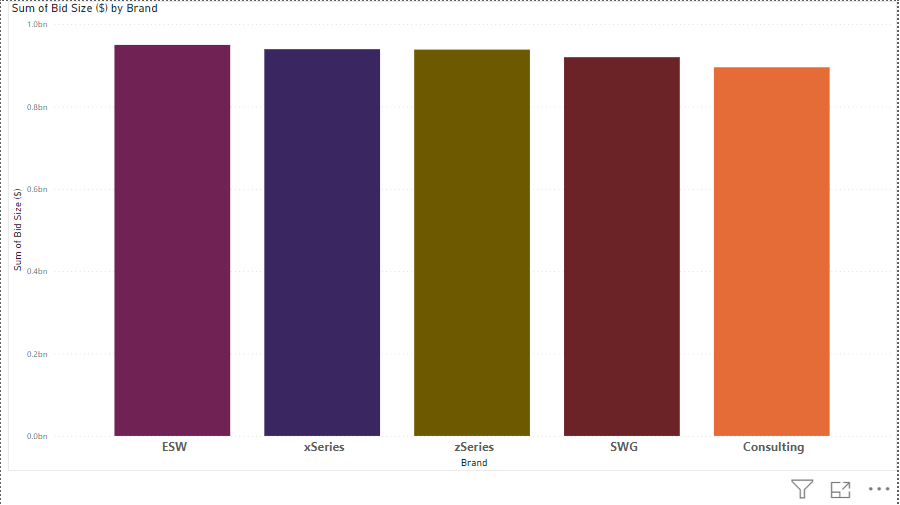 Sum of Bid Size ($) by Brand
1.0bn
0.8bn
0.6bn
0.4bn
0.2bn
0.0bn
Sum of Bid Size ($)
ESW xSeries zSeries SWG Consulting
Brand